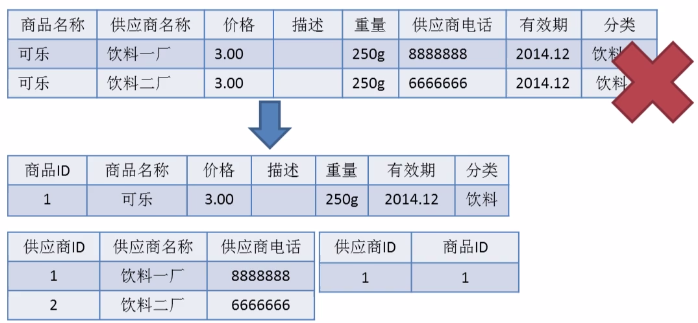 商品名称 供应商名称 价格 描述 重量 供应商电话 有效期 分类
可乐 饮料一厂 3.00 250g 8888888 2014.12 饮料
可乐 饮料二厂 3.00 250g 6666666 2014.12 饮料
商品ID 商品名称 价格 描述 重量 有效期 分类
1 可乐 3.00 250g 2014.12 饮料
供应商ID 供应商名称 供应商电话
1 饮料一厂 8888888
2 饮料二厂 6666666
供应商ID 商品ID
1 1